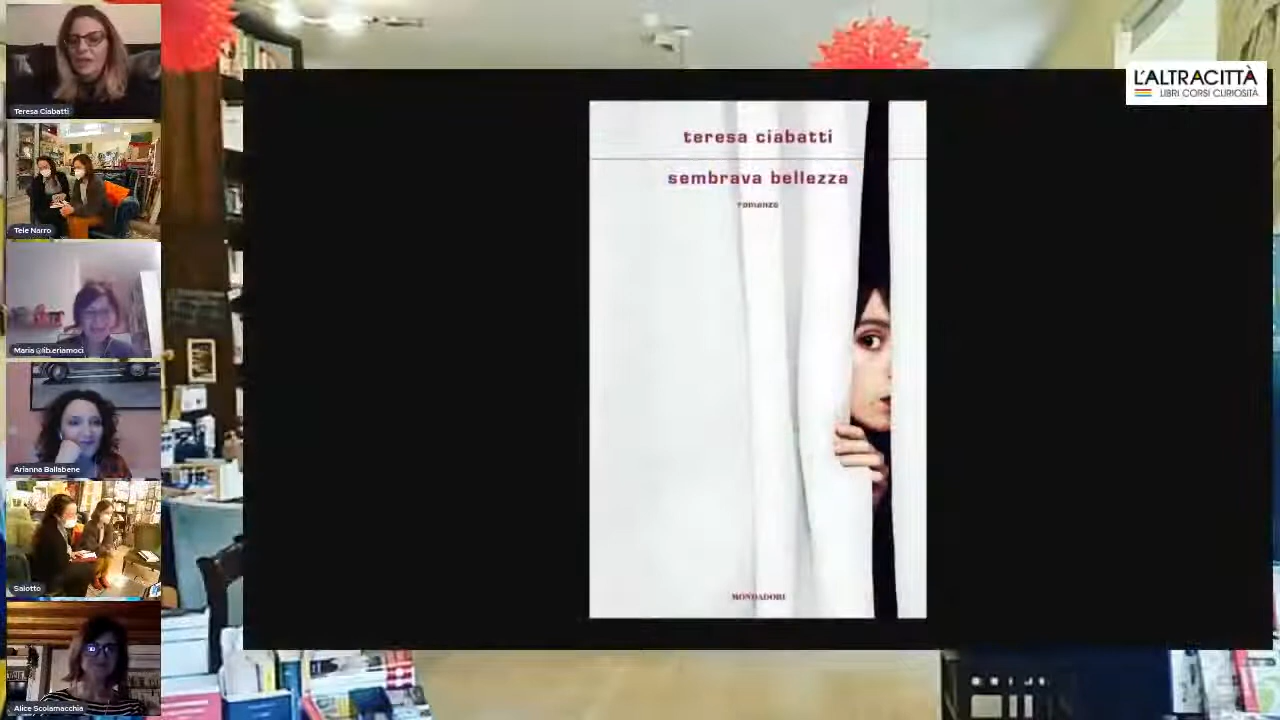 Teresa Ciabatti
Tele Narro
Maria @lib.eriamoci
Arianna Ballabene
Salotto
Alice Scolamacchia
teresa ciabatti
sembrava bellezza
romanzo
MONDADORI
L'ALTRACITTÀ
LIBRI CORSI CURIOSITÀ